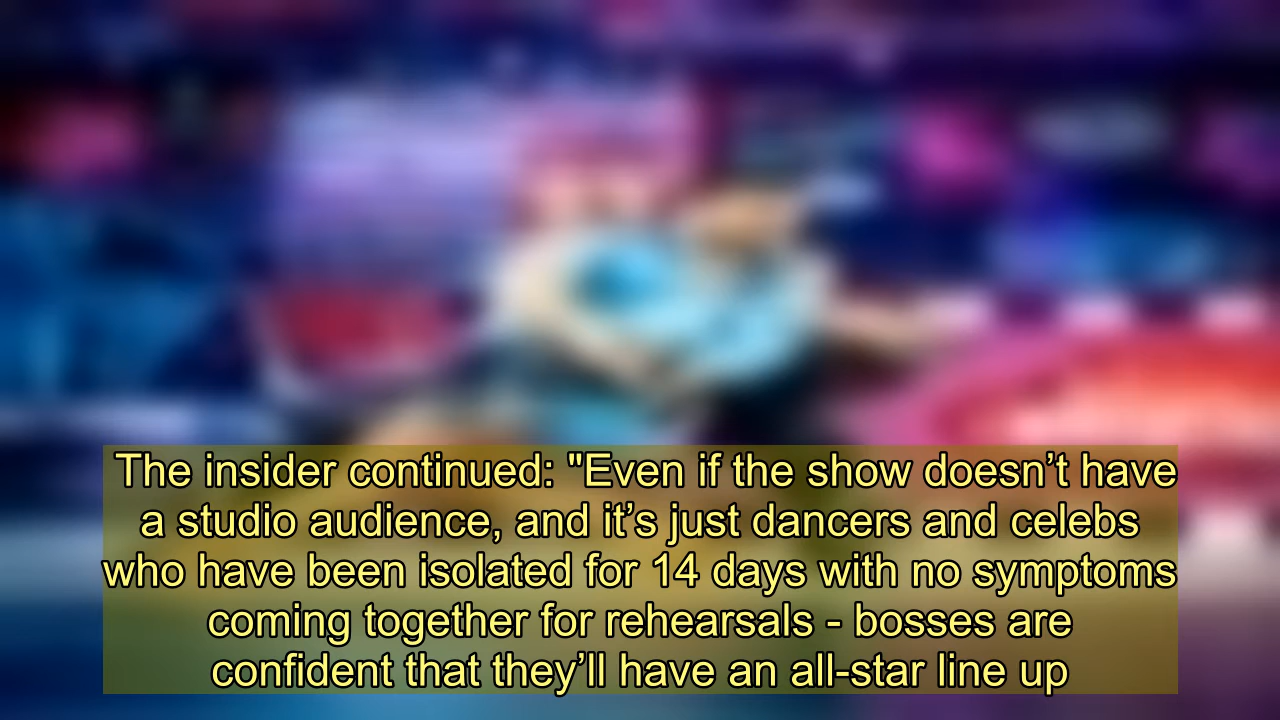 The insider continued: "Even if the show doesn’t have
a studio audience, and it’s just dancers and celebs
who have been isolated for 14 days with no symptoms
coming together for rehearsals - bosses are
confident that they’ll have an all-star line up